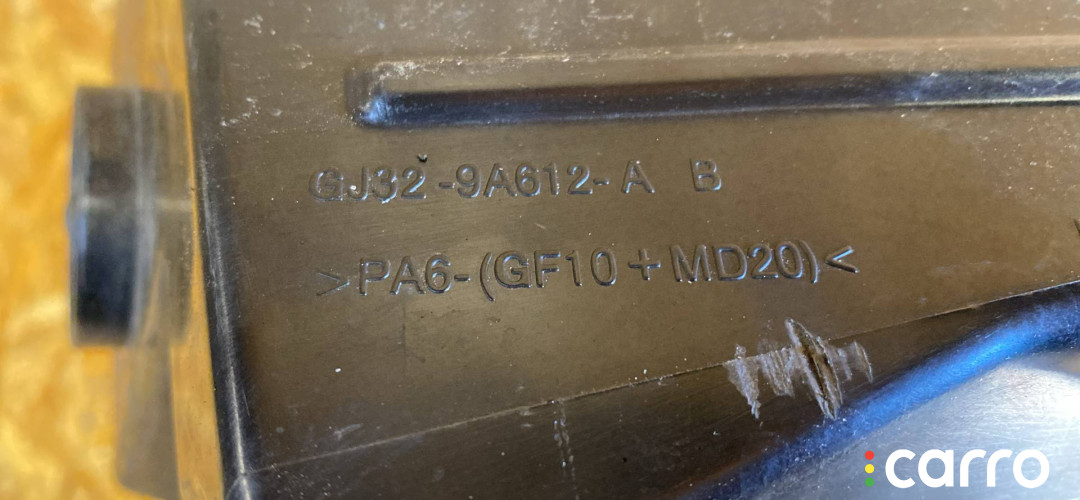 GJ32-9A612-A B
>PA6-(GF10+MD20)<
carro